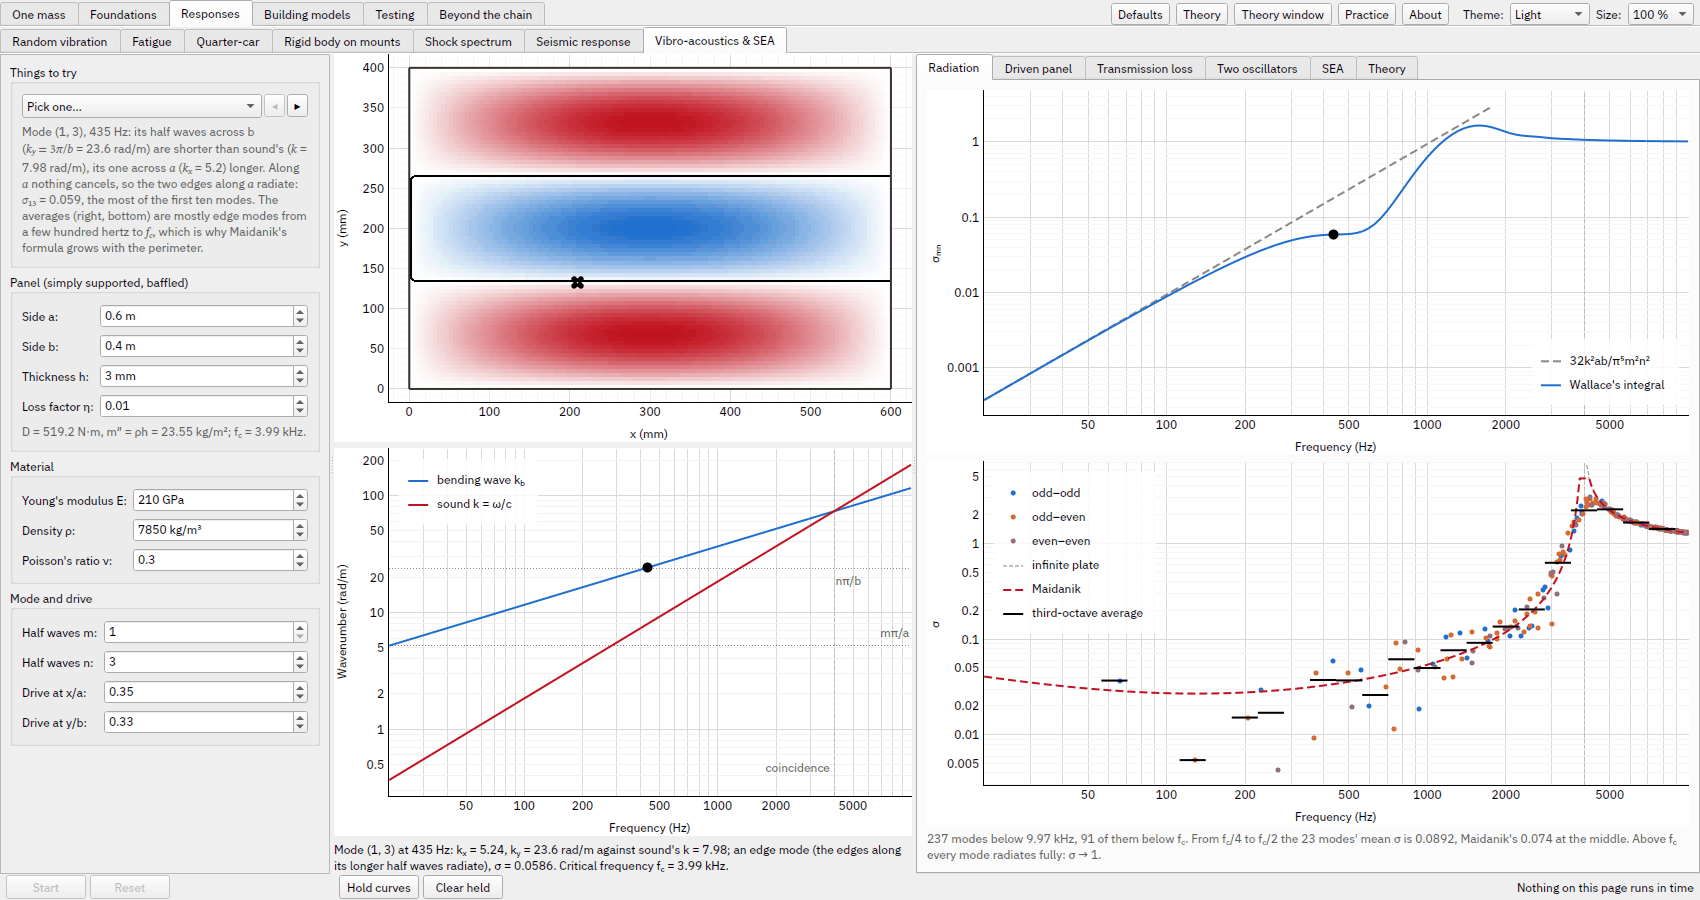 One mass
Foundations
Responses
Building models
Testing
Beyond the chain
Defaults
Theory
Theory window
Practice
About
Theme:
Light
Size:
100 %
Random vibration
Fatigue
Quarter-car
Rigid body on mounts
Shock spectrum
Seismic response
Vibro-acoustics & SEA
Things to try
Pick one...
Mode (1, 3), 435 Hz: its half waves across b
(k_y = 3π/b = 23.6 rad/m) are shorter than sound's (k =
7.98 rad/m), its one across a (k_x = 5.2) longer. Along
a nothing cancels, so the two edges along a radiate:
σ₁₃ = 0.059, the most of the first ten modes. The
averages (right, bottom) are mostly edge modes from
a few hundred hertz to f_c, which is why Maidanik's
formula grows with the perimeter.
Panel (simply supported, baffled)
Side a: 0.6 m
Side b: 0.4 m
Thickness h: 3 mm
Loss factor η: 0.01
D = 519.2 N·m, m″ = ρh = 23.55 kg/m²; f_c = 3.99 kHz.
Material
Young's modulus E: 210 GPa
Density ρ: 7850 kg/m³
Poisson's ratio ν: 0.3
Mode and drive
Half waves m: 1
Half waves n: 3
Drive at x/a: 0.35
Drive at y/b: 0.33
Start
Reset
400
350
300
250
200
150
100
50
0
y (mm)
0 100 200 300 400 500 600
x (mm)
200
100
50
20
10
5
2
1
0.5
Wavenumber (rad/m)
bending wave k_b
sound k = ω/c
nπ/b
mπ/a
coincidence
50 100 200 500 1000 2000 5000
Frequency (Hz)
Mode (1, 3) at 435 Hz: k_x = 5.24, k_y = 23.6 rad/m against sound's k = 7.98; an edge mode (the edges along
its longer half waves radiate), σ = 0.0586. Critical frequency f_c = 3.99 kHz.
Hold curves
Clear held
Radiation
Driven panel
Transmission loss
Two oscillators
SEA
Theory
1
0.1
0.01
0.001
σ_mn
32k²ab/π⁵m²n²
Wallace's integral
50 100 200 500 1000 2000 5000
Frequency (Hz)
5
2
1
0.5
0.2
0.1
0.05
0.02
0.01
0.005
σ
odd–odd
odd–even
even–even
infinite plate
Maidanik
third-octave average
50 100 200 500 1000 2000 5000
Frequency (Hz)
237 modes below 9.97 kHz, 91 of them below f_c. From f_c/4 to f_c/2 the 23 modes' mean σ is 0.0892, Maidanik's 0.074 at the middle. Above f_c
every mode radiates fully: σ → 1.
Nothing on this page runs in time